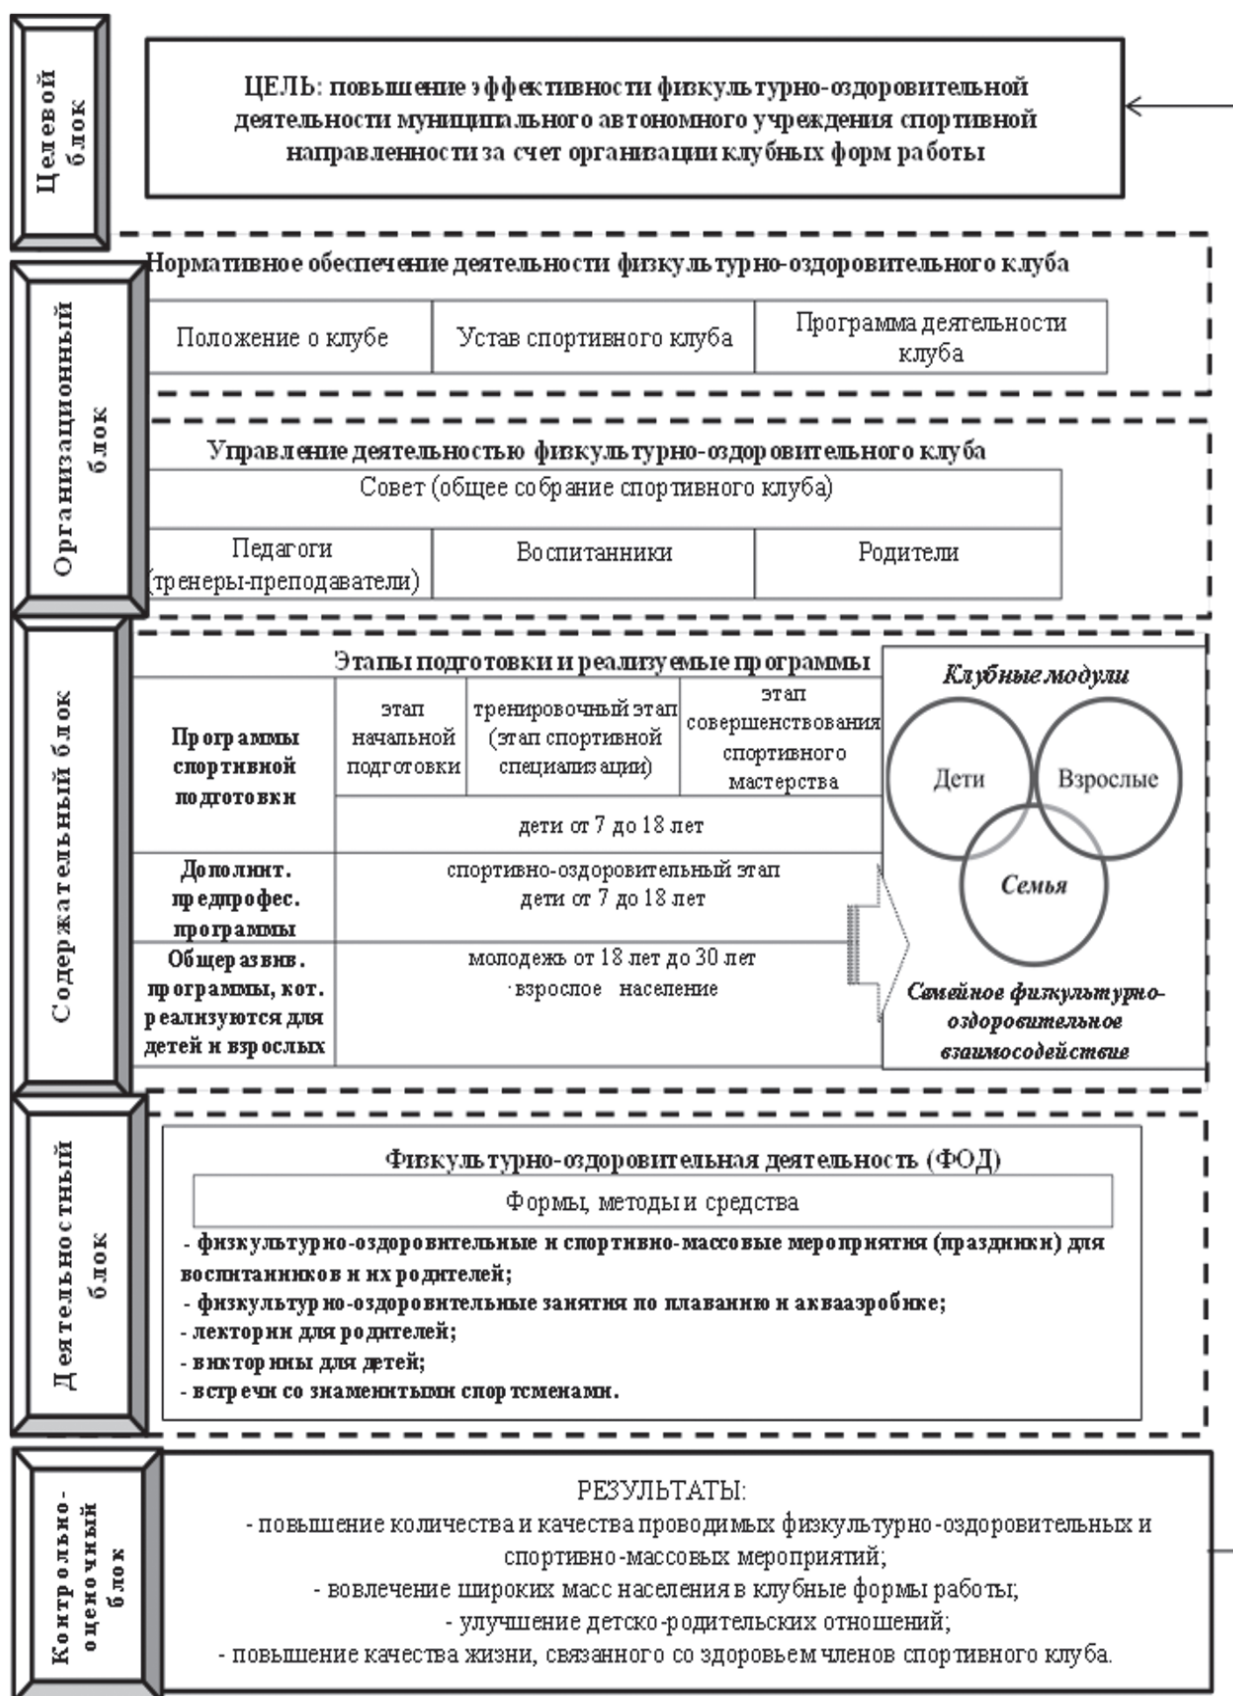 Целевой
блок
ЦЕЛЬ: повышение эффективности физкультурно-оздоровительной
деятельности муниципального автономного учреждения спортивной
направленности за счет организации клубных форм работы
Организационный
блок
Нормативное обеспечение деятельности физкультурно-оздоровительного клуба
Положение о клубе
Устав спортивного клуба
Программа деятельности
клуба
Управление деятельностью физкультурно-оздоровительного клуба
Совет (общее собрание спортивного клуба)
Педагоги
(тренеры-преподаватели)
Воспитанники
Родители
Содержательный блок
Этапы подготовки и реализуемые программы
Программы
спортивной
подготовки
этап
начальной
подготовки
тренировочный этап
(этап спортивной
специализации)
этап
совершенствования
спортивного
мастерства
дети от 7 до 18 лет
Дополнит.
предпрофес.
программы
спортивно-оздоровительный этап
дети от 7 до 18 лет
Общеразвив.
программы, кот.
реализуются для
детей и взрослых
молодежь от 18 лет до 30 лет
·взрослое население
Клубные модули
Дети
Взрослые
Семья
Семейное физкультурно-
оздоровительное
взаимосодействие
Деятельностный
блок
Физкультурно-оздоровительная деятельность (ФОД)
Формы, методы и средства
- физкультурно-оздоровительные и спортивно-массовые мероприятия (праздники) для
воспитанников и их родителей;
- физкультурно-оздоровительные занятия по плаванию и аквааэробике;
- лектории для родителей;
- викторины для детей;
- встречи со знаменитыми спортсменами.
Контрольно-
оценочный
блок
РЕЗУЛЬТАТЫ:
- повышение количества и качества проводимых физкультурно-оздоровительных и
спортивно-массовых мероприятий;
- вовлечение широких масс населения в клубные формы работы;
- улучшение детско-родительских отношений;
- повышение качества жизни, связанного со здоровьем членов спортивного клуба.